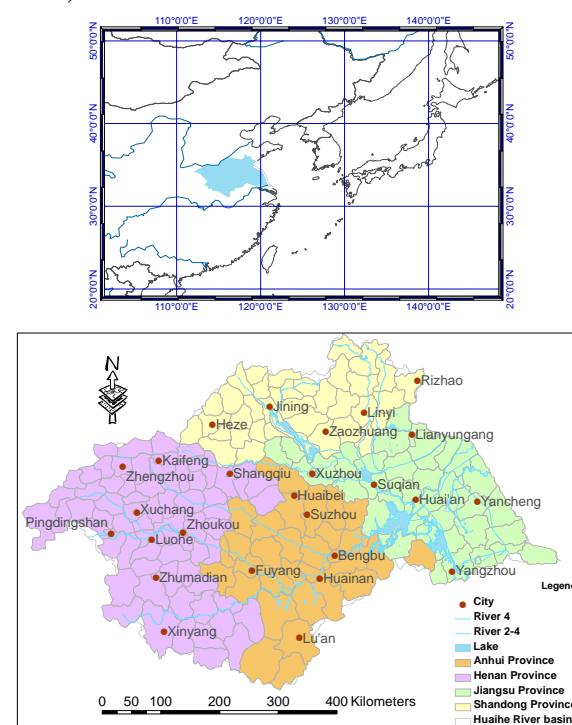 110°0'0"E 120°0'0"E 130°0'0"E 140°0'0"E
50°0'0"N 50°0'0"N
40°0'0"N 40°0'0"N
30°0'0"N 30°0'0"N
20°0'0"N 20°0'0"N
110°0'0"E 120°0'0"E 130°0'0"E 140°0'0"E
N
Rizhao
Jining
Linyi
Heze
Zaozhuang
Lianyungang
Kaifeng
Zhengzhou
Shangqiu
Xuzhou
Suqian
Huaibei
Huai'an
Yancheng
Xuchang
Suzhou
Pingdingshan
Zhoukou
Luohe
Bengbu
Zhumadian
Fuyang
Huainan
Yangzhou
Xinyang
Lu'an
Legend
City
River 4
River 2-4
Lake
Anhui Province
Henan Province
Jiangsu Province
Shandong Province
Huaihe River basin
0 50 100 200 300 400 Kilometers